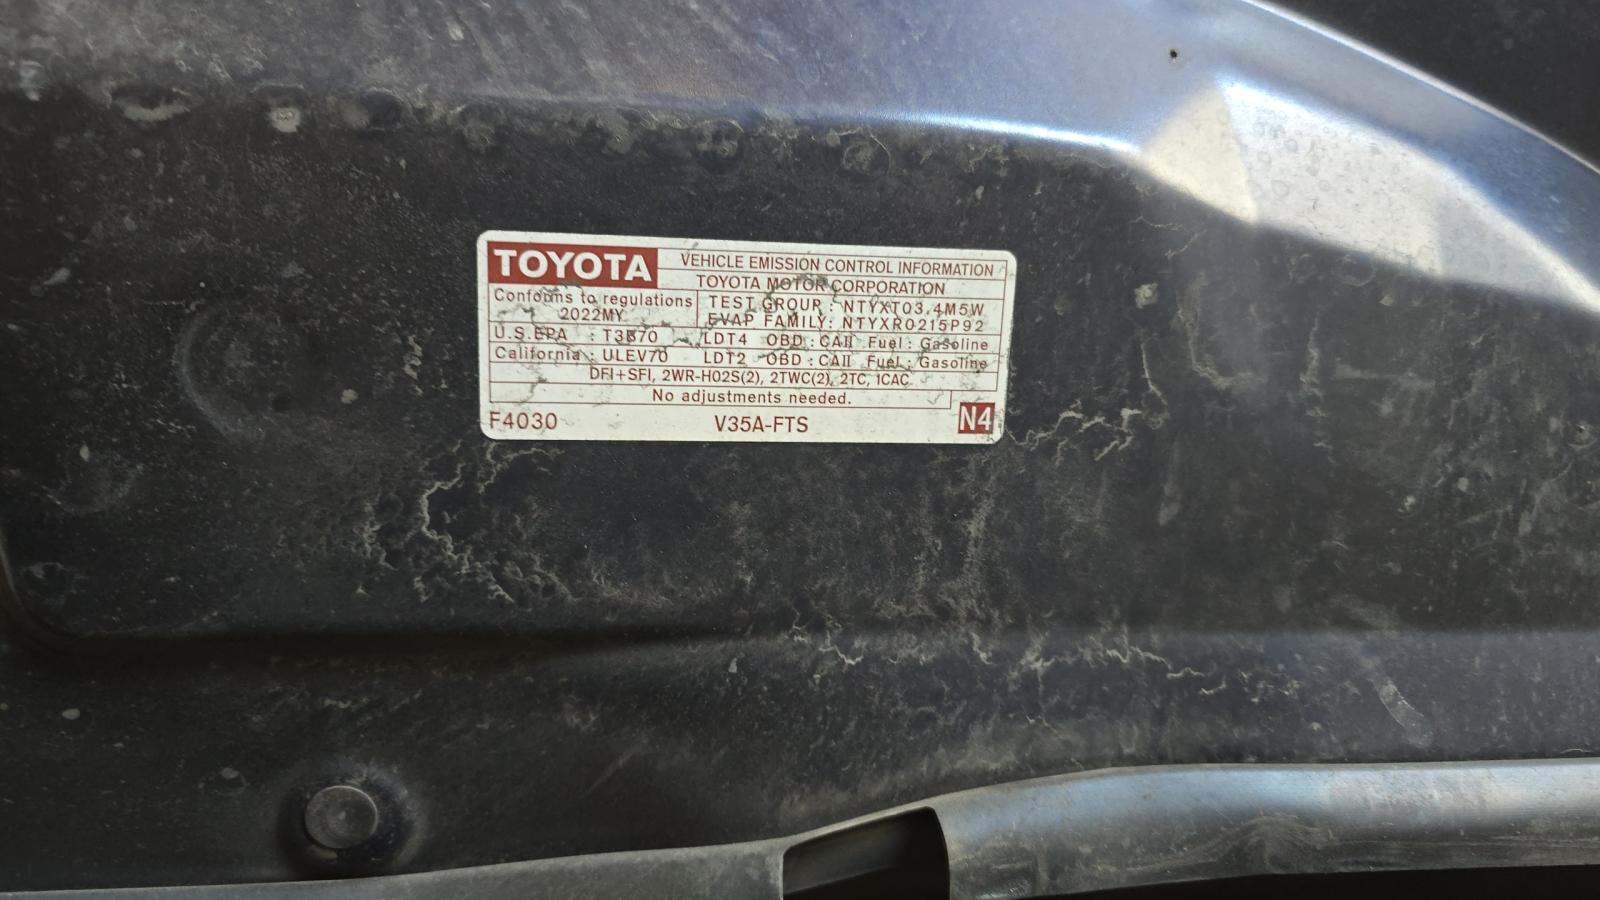 TOYOTA VEHICLE EMISSION CONTROL INFORMATION
TOYOTA MOTOR CORPORATION
Conforms to regulations
2022MY
TEST GROUP : NTYXT03.4M5W
EVAP FAMILY: NTYXR0215P92
U.S.EPA : T3B70 LDT4 OBD : CAII Fuel : Gasoline
California : ULEV70 LDT2 OBD : CAII Fuel : Gasoline
DFI+SFI, 2WR-HO2S(2), 2TWC(2), 2TC, 1CAC
No adjustments needed.
F4030 V35A-FTS N4